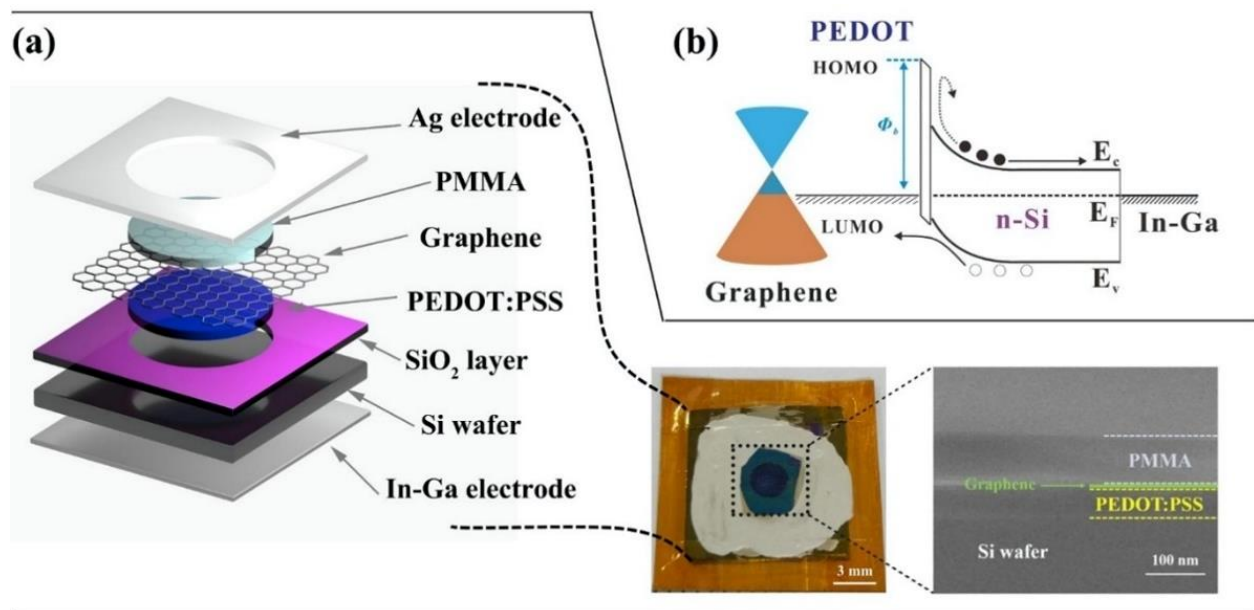 (a)
Ag electrode
PMMA
Graphene
PEDOT:PSS
SiO₂ layer
Si wafer
In-Ga electrode
(b)
PEDOT
HOMO
Φb
Ec
n-Si
EF
In-Ga
LUMO
Ev
Graphene
3 mm
PMMA
Graphene
PEDOT:PSS
Si wafer
100 nm